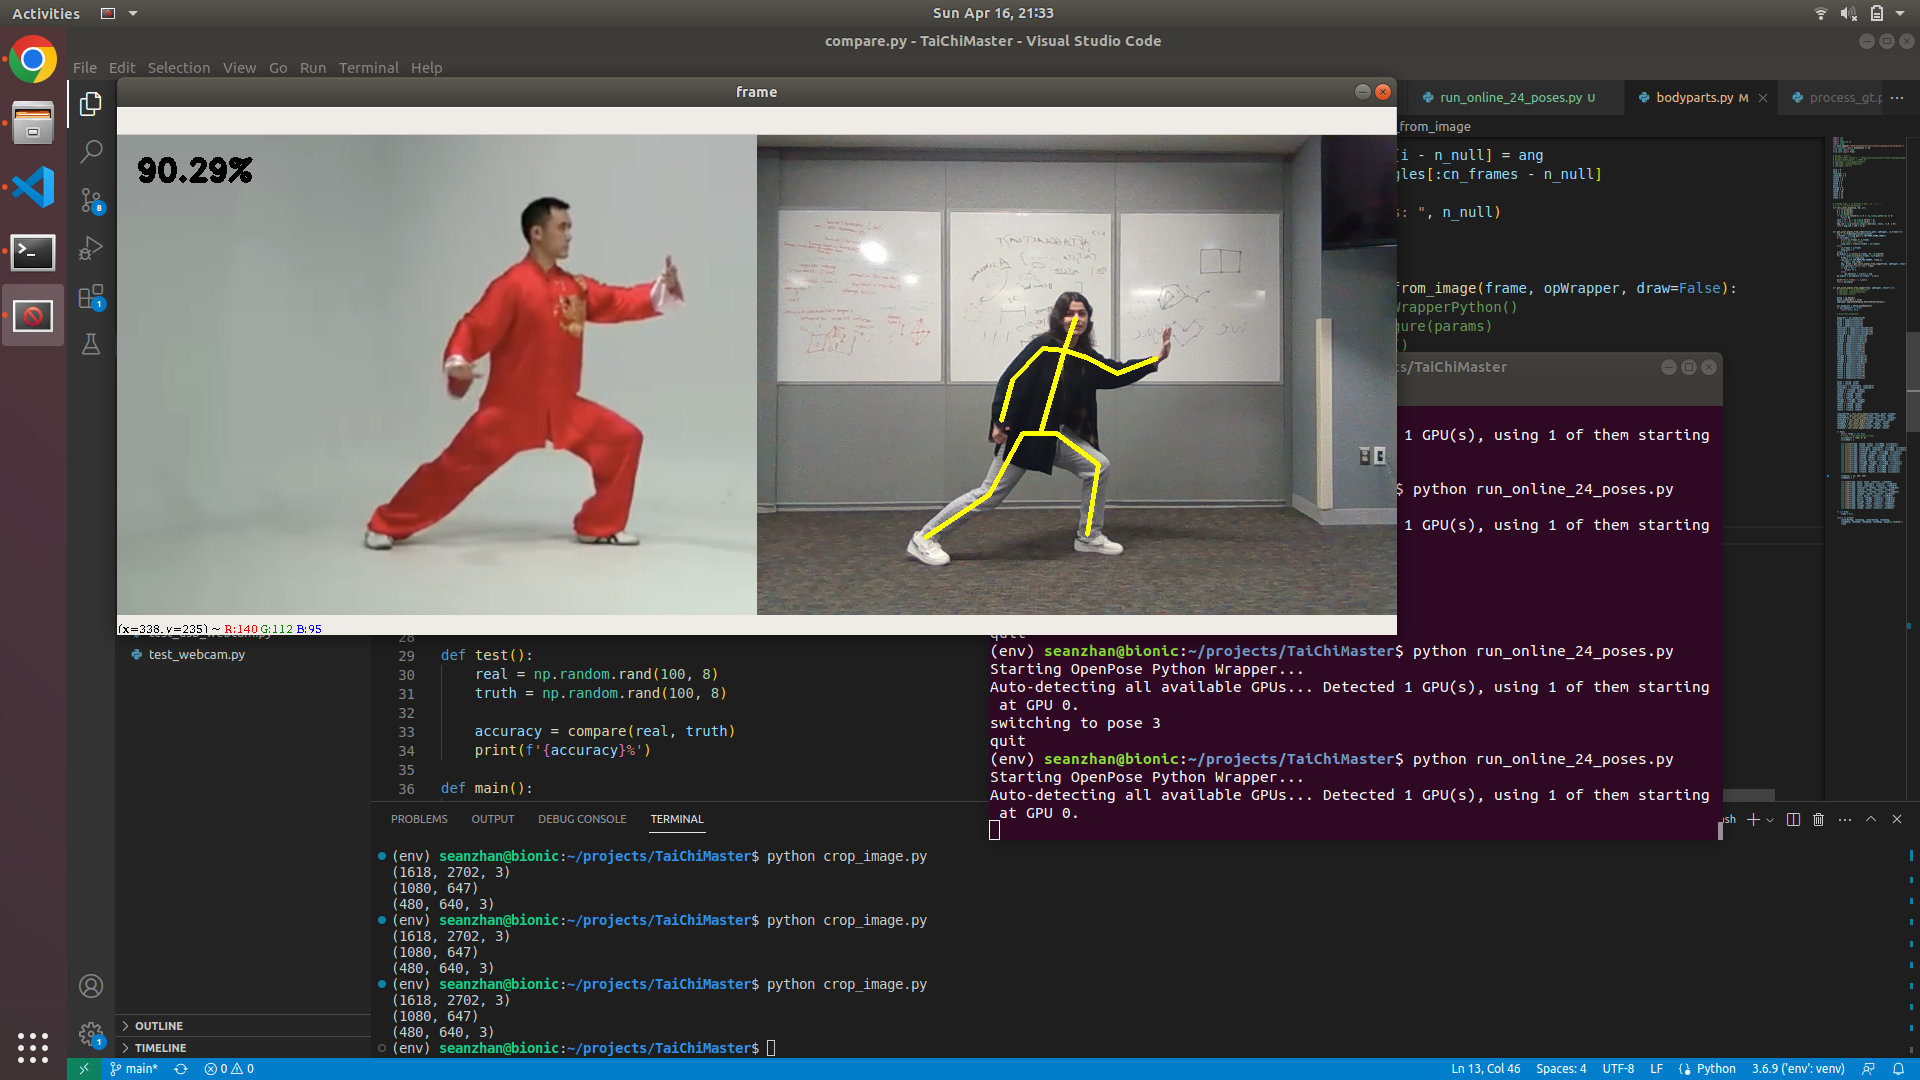 Activities
Sun Apr 16, 21:33
compare.py - TaiChiMaster - Visual Studio Code
File Edit Selection View Go Run Terminal Help
frame
run_online_24_poses.py U
bodyparts.py M
process_gt.p
from_image
90.29%
[i - n_null] = ang
gles[:cn_frames - n_null]
s: ", n_null)
from_image(frame, opWrapper, draw=False):
WrapperPython()
gure(params)
()
s/TaiChiMaster
1 GPU(s), using 1 of them starting
$ python run_online_24_poses.py
1 GPU(s), using 1 of them starting
(x=338, y=235) ~ R:140 G:112 B:95
quit
(env) seanzhan@bionic:~/projects/TaiChiMaster$ python run_online_24_poses.py
Starting OpenPose Python Wrapper...
Auto-detecting all available GPUs... Detected 1 GPU(s), using 1 of them starting
at GPU 0.
switching to pose 3
quit
(env) seanzhan@bionic:~/projects/TaiChiMaster$ python run_online_24_poses.py
Starting OpenPose Python Wrapper...
Auto-detecting all available GPUs... Detected 1 GPU(s), using 1 of them starting
at GPU 0.
test_webcam.py
28
29 def test():
30 real = np.random.rand(100, 8)
31 truth = np.random.rand(100, 8)
32
33 accuracy = compare(real, truth)
34 print(f'{accuracy}%')
35
36 def main():
PROBLEMS OUTPUT DEBUG CONSOLE TERMINAL
sh
(env) seanzhan@bionic:~/projects/TaiChiMaster$ python crop_image.py
(1618, 2702, 3)
(1080, 647)
(480, 640, 3)
(env) seanzhan@bionic:~/projects/TaiChiMaster$ python crop_image.py
(1618, 2702, 3)
(1080, 647)
(480, 640, 3)
(env) seanzhan@bionic:~/projects/TaiChiMaster$ python crop_image.py
(1618, 2702, 3)
(1080, 647)
(480, 640, 3)
(env) seanzhan@bionic:~/projects/TaiChiMaster$
8
1
1
OUTLINE
TIMELINE
main* 0 0 Ln 13, Col 46 Spaces: 4 UTF-8 LF Python 3.6.9 ('env': venv)